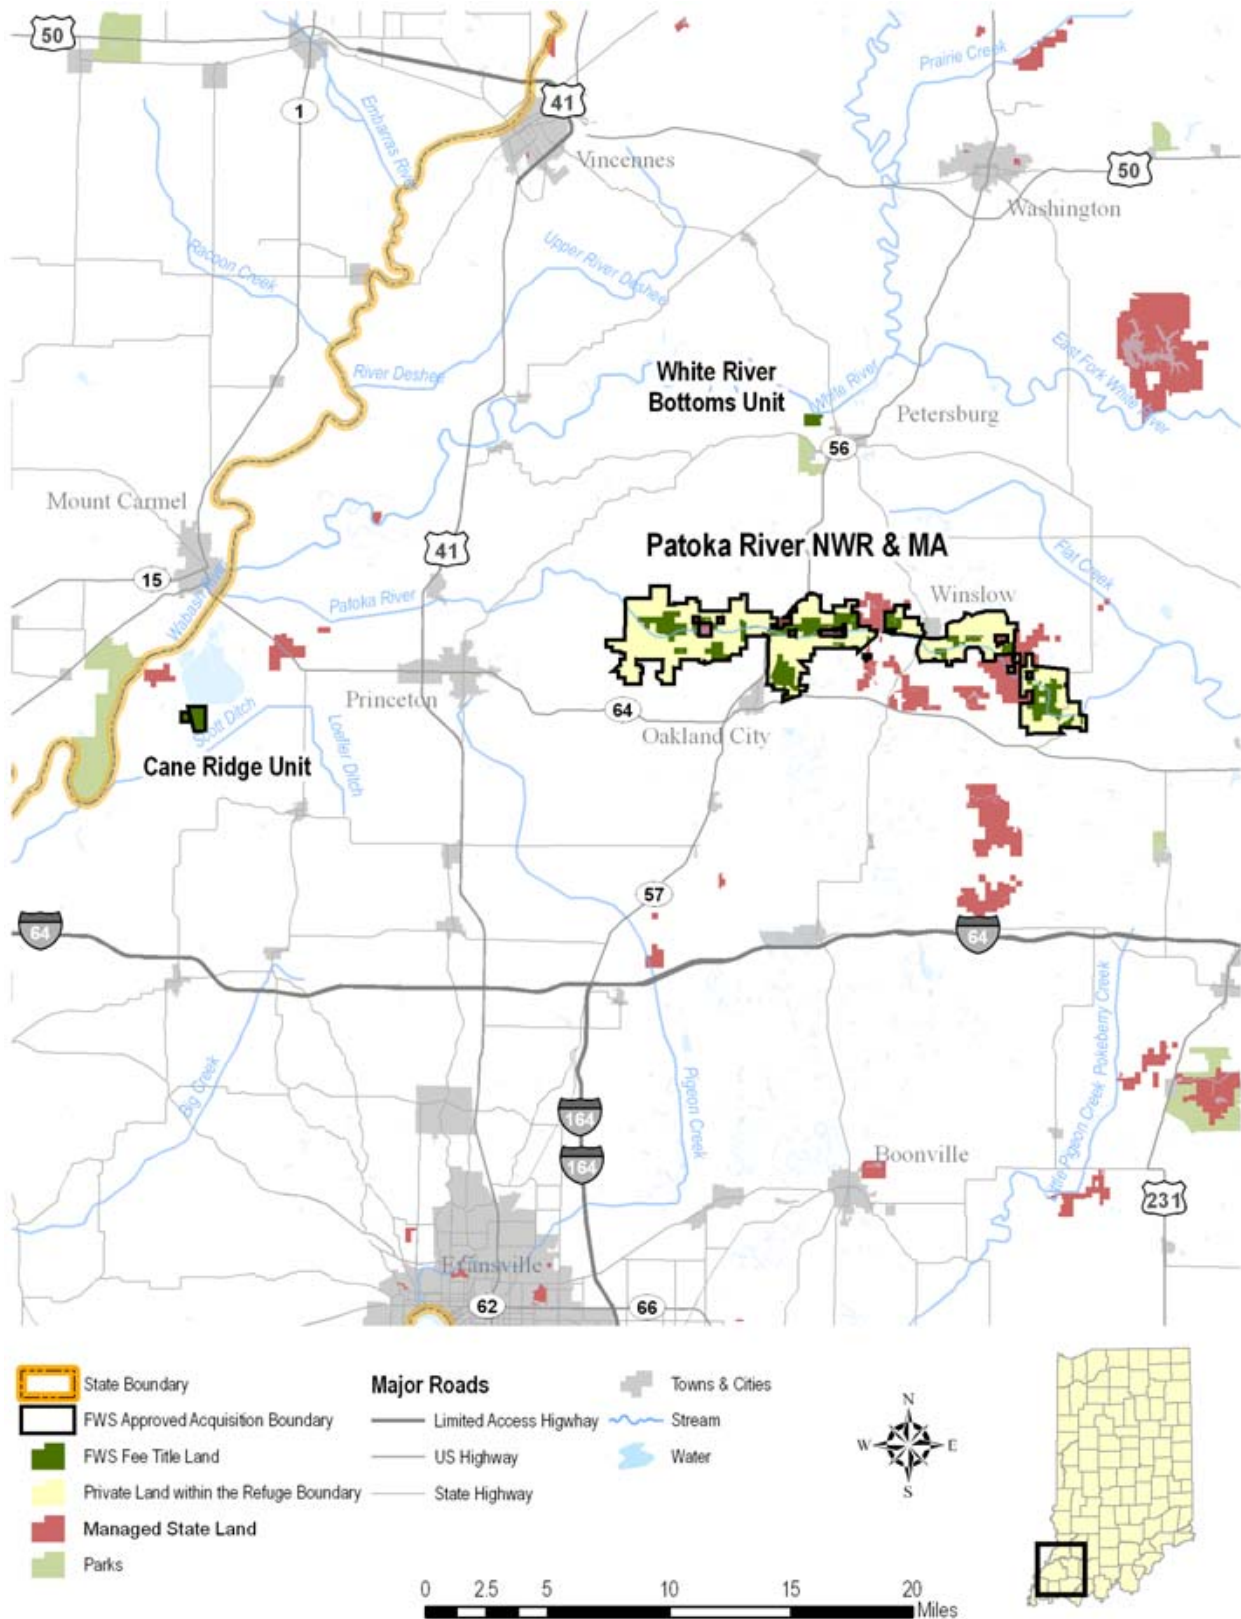 50
Prairie Creek
41
1
Embarras River
Vincennes
50
Washington
Racoon Creek
Upper River Deshee
White River
Bottoms Unit
White River
East Fork White River
River Deshee
Petersburg
56
Mount Carmel
41
Patoka River NWR & MA
Flat Creek
15
Wabash River
Patoka River
Winslow
Princeton
64
Oakland City
Scott Ditch
Loefler Ditch
Cane Ridge Unit
57
64
64
Big Creek
Pigeon Creek
Pokeberry Creek
164
164
Boonville
Little Pigeon Creek
231
Evansville
62
66
State Boundary
FWS Approved Acquisition Boundary
FWS Fee Title Land
Private Land within the Refuge Boundary
Managed State Land
Parks
Major Roads
Limited Access Higwhay
US Highway
State Highway
Towns & Cities
Stream
Water
N
W E
S
0 2.5 5 10 15 20
Miles